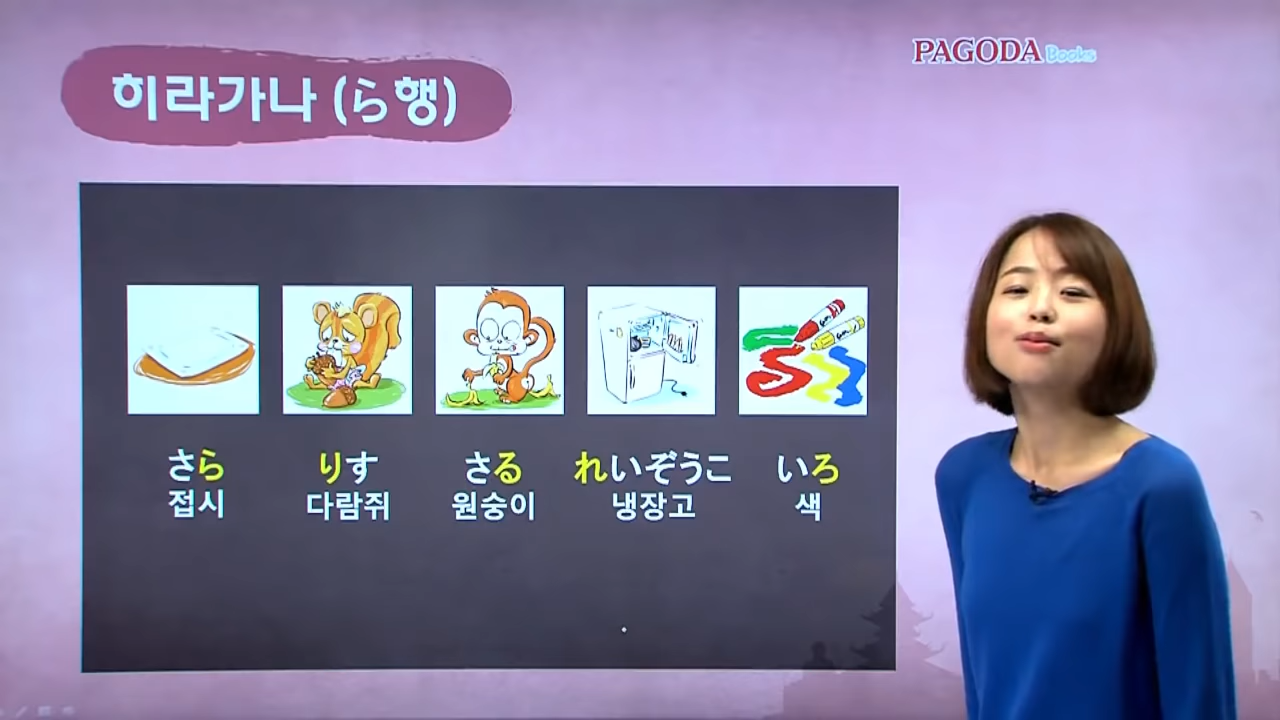 히라가나 (ら행)
PAGODA Books
さら りす さる れいぞうこ いろ
접시 다람쥐 원숭이 냉장고 색